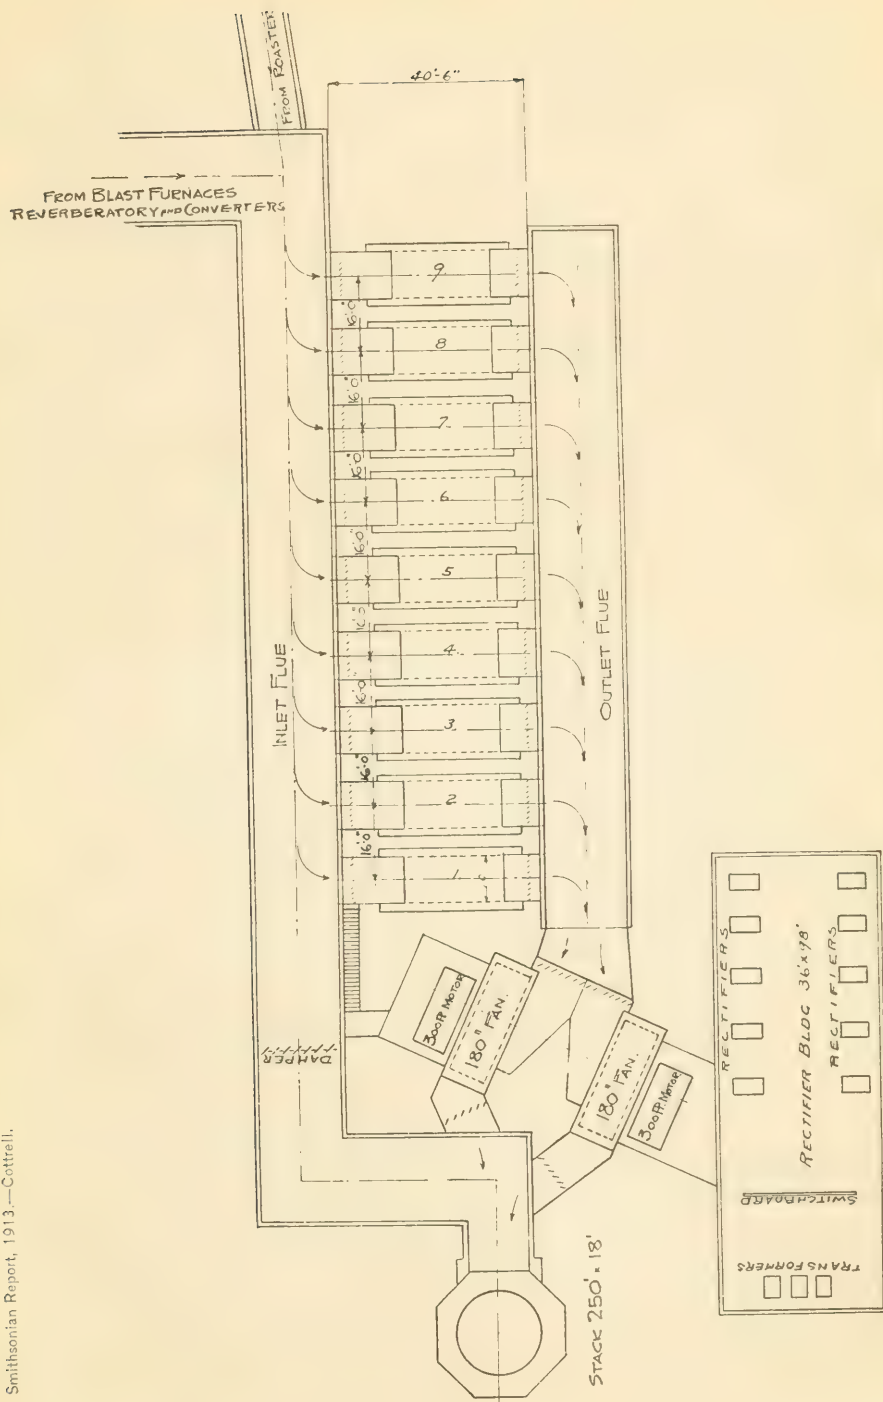 FROM ROASTER
40'-6"
FROM BLAST FURNACES
REVERBERATORY AND CONVERTERS
9
16'0"
8
16'0"
7
16'0"
6
16'0"
5
16'0"
4
16'0"
3
16'0"
2
16'0"
1
INLET FLUE
OUTLET FLUE
DAMPER
300 HP. MOTOR
180" FAN.
180" FAN.
300 HP. MOTOR
STACK 250' x 18'
RECTIFIERS
RECTIFIER BLDG 36'x98'
RECTIFIERS
SWITCHBOARD
TRANSFORMERS
Smithsonian Report, 1913.—Cottrell.